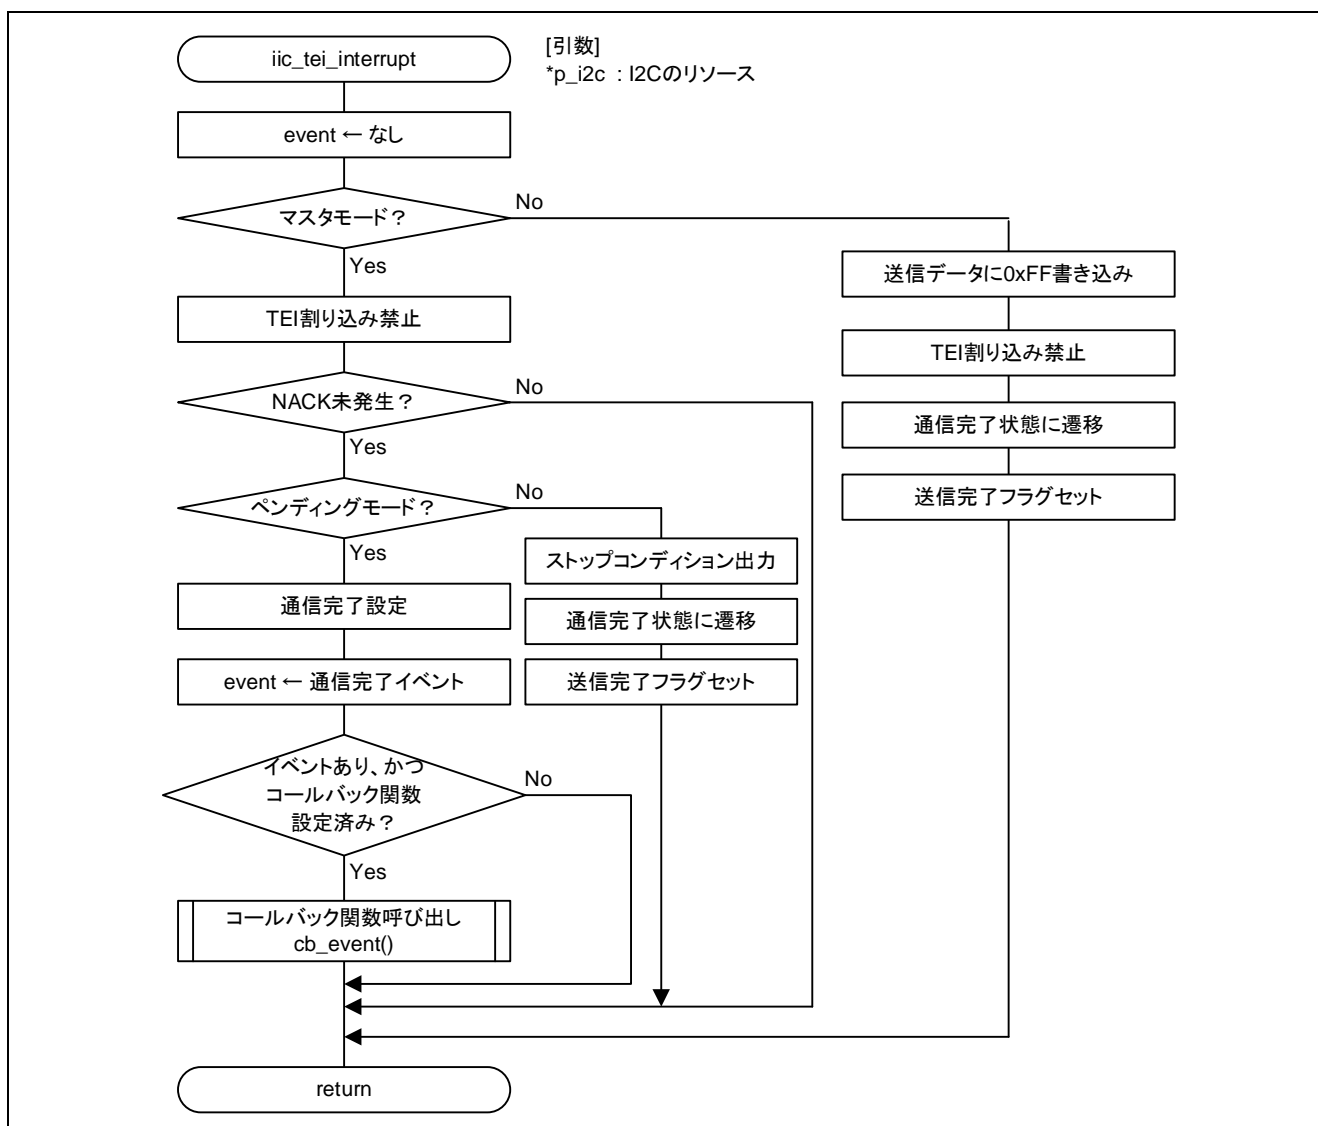 iic_tei_interrupt
[引数]
*p_i2c : I2Cのリソース
event ← なし
マスタモード？
No
Yes
送信データに0xFF書き込み
TEI割り込み禁止
TEI割り込み禁止
NACK未発生？
No
Yes
通信完了状態に遷移
送信完了フラグセット
ペンディングモード？
No
Yes
ストップコンディション出力
通信完了設定
通信完了状態に遷移
event ← 通信完了イベント
送信完了フラグセット
イベントあり、かつ
コールバック関数
設定済み？
No
Yes
コールバック関数呼び出し
cb_event()
return